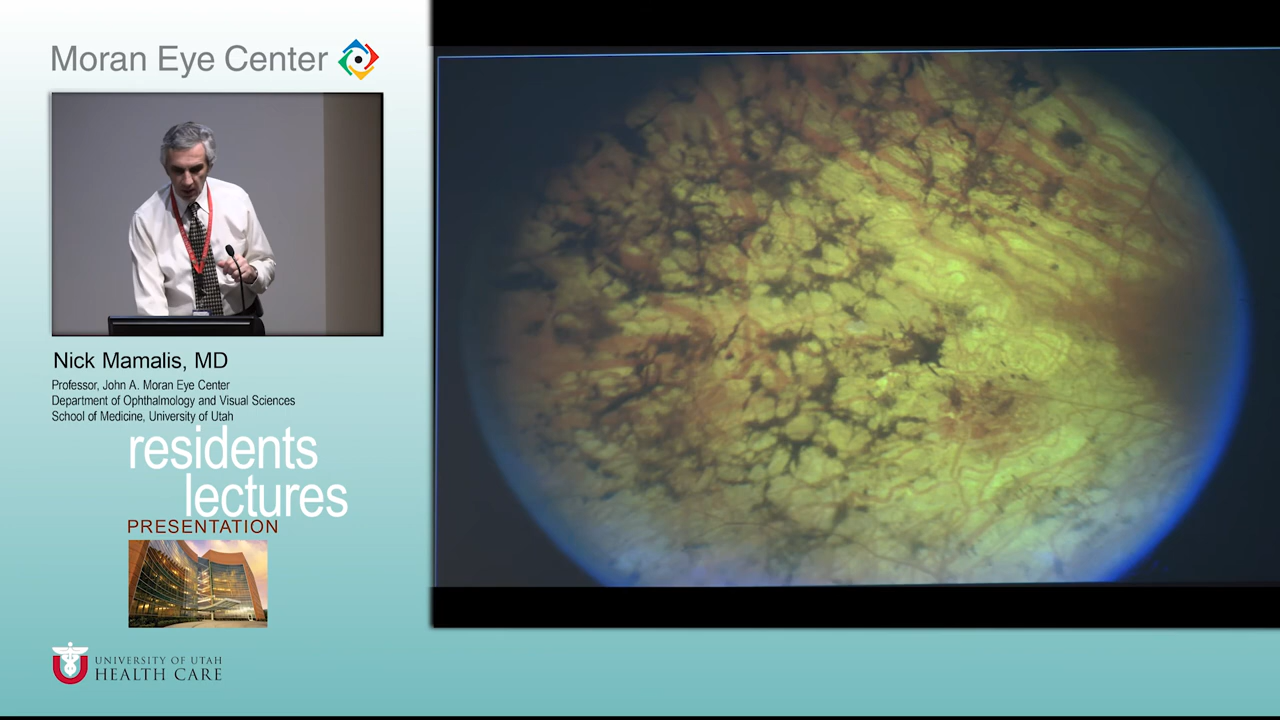 Moran Eye Center
Nick Mamalis, MD
Professor, John A. Moran Eye Center
Department of Ophthalmology and Visual Sciences
School of Medicine, University of Utah
residents
lectures
PRESENTATION
UNIVERSITY OF UTAH
HEALTH CARE